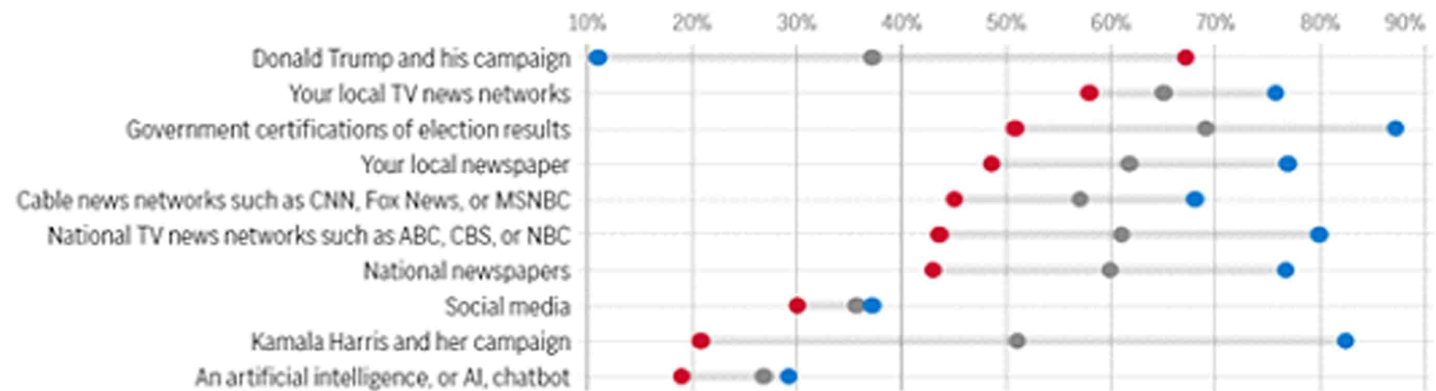 10% 20% 30% 40% 50% 60% 70% 80% 90%
Donald Trump and his campaign
Your local TV news networks
Government certifications of election results
Your local newspaper
Cable news networks such as CNN, Fox News, or MSNBC
National TV news networks such as ABC, CBS, or NBC
National newspapers
Social media
Kamala Harris and her campaign
An artificial intelligence, or AI, chatbot